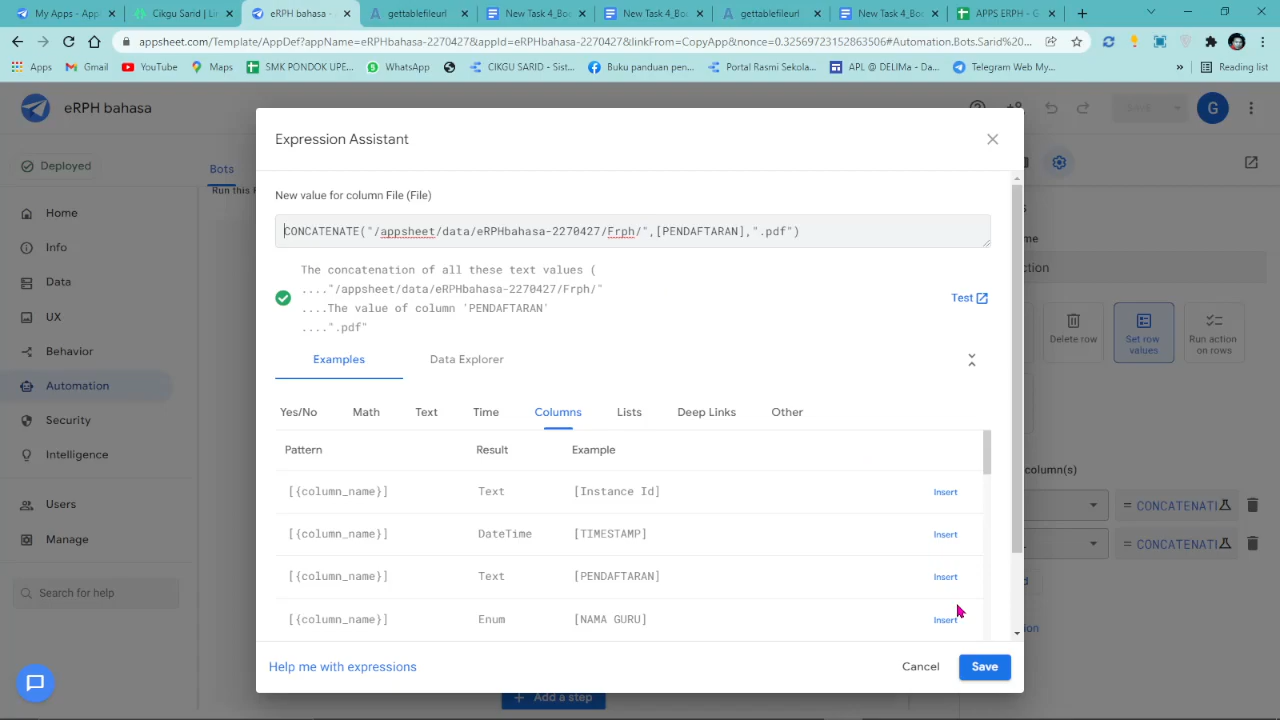 (2) eRPH
Cikgu Sarid | Lin
eRPH bahasa
gettablefileurl
New Task 4_Bo
New Task 4_Bo
gettablefileurl
New Task 4_Bo
APPS ERPH - G
appsheet.com/Template/AppDef?appName=eRPHbahasa-2270427&appId=eRPHbahasa-2270427&linkFrom=CopyApp&nonce=0.32569723152863506#Automation.Bots.Sarid%20...
Apps
Gmail
YouTube
Maps
SMK PONDOK UPE...
WhatsApp
CIKGU SARID - Sist...
Buku panduan pen...
Portal Rasmi Sekola...
APL @ DELIMa - Da...
Telegram Web My...
»
Reading list
eRPH bahasa
Save
G
Deployed
Bots
Run this
Home
Info
Data
UX
Behavior
Automation
Security
Intelligence
Users
Manage
Search for help
Expression Assistant
New value for column File (File)
CONCATENATE("/appsheet/data/eRPHbahasa-2270427/Frph/",[PENDAFTARAN],".pdf")
The concatenation of all these text values (
...."/appsheet/data/eRPHbahasa-2270427/Frph/"
....The value of column 'PENDAFTARAN'
....".pdf"
Test
Examples Data Explorer
Yes/No Math Text Time Columns Lists Deep Links Other
Pattern Result Example
[{column_name}] Text [Instance Id] Insert
[{column_name}] DateTime [TIMESTAMP] Insert
[{column_name}] Text [PENDAFTARAN] Insert
[{column_name}] Enum [NAMA GURU] Insert
Help me with expressions
Cancel
Save
Delete row
Set row
values
Run action
on rows
column(s)
= CONCATENATI
= CONCATENATI
Add a step